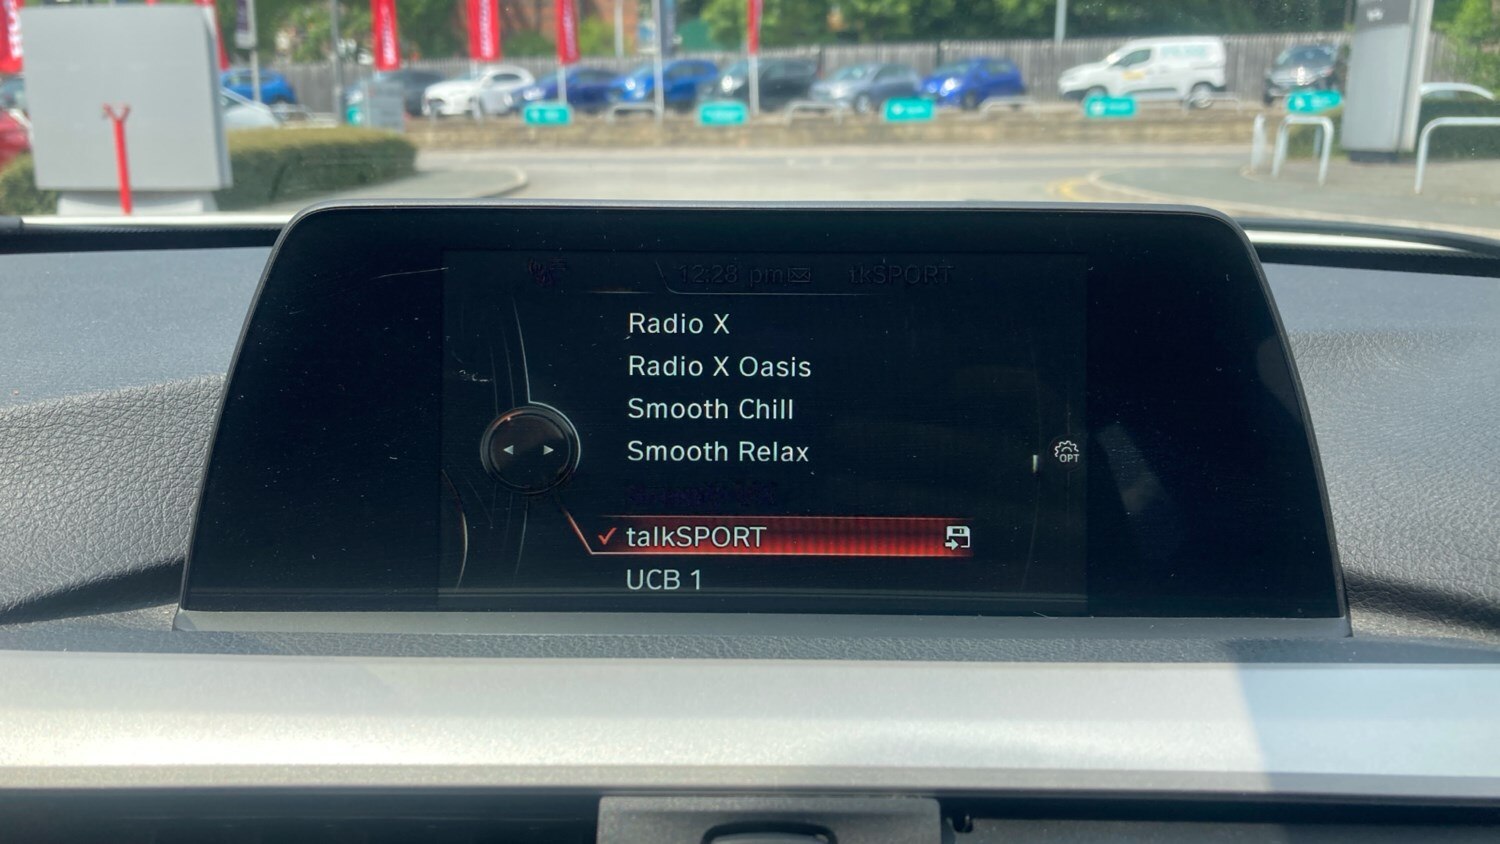 12:28 pm tkSPORT
Radio X
Radio X Oasis
Smooth Chill
Smooth Relax
talkSPORT
UCB 1
OPT